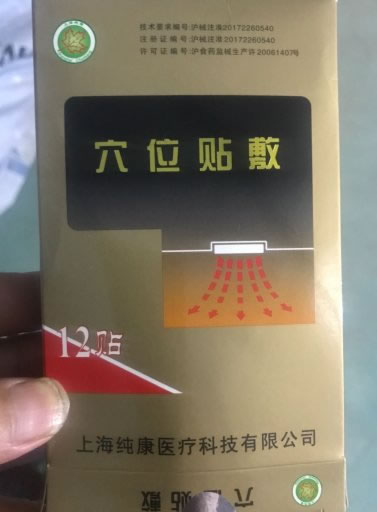 技术要求编号:沪械注准20172260540
注册证编号:沪械注准20172260540
许可证编号:沪食药监械生产许20061407号
穴位贴敷
12贴
上海纯康医疗科技有限公司
穴位贴敷